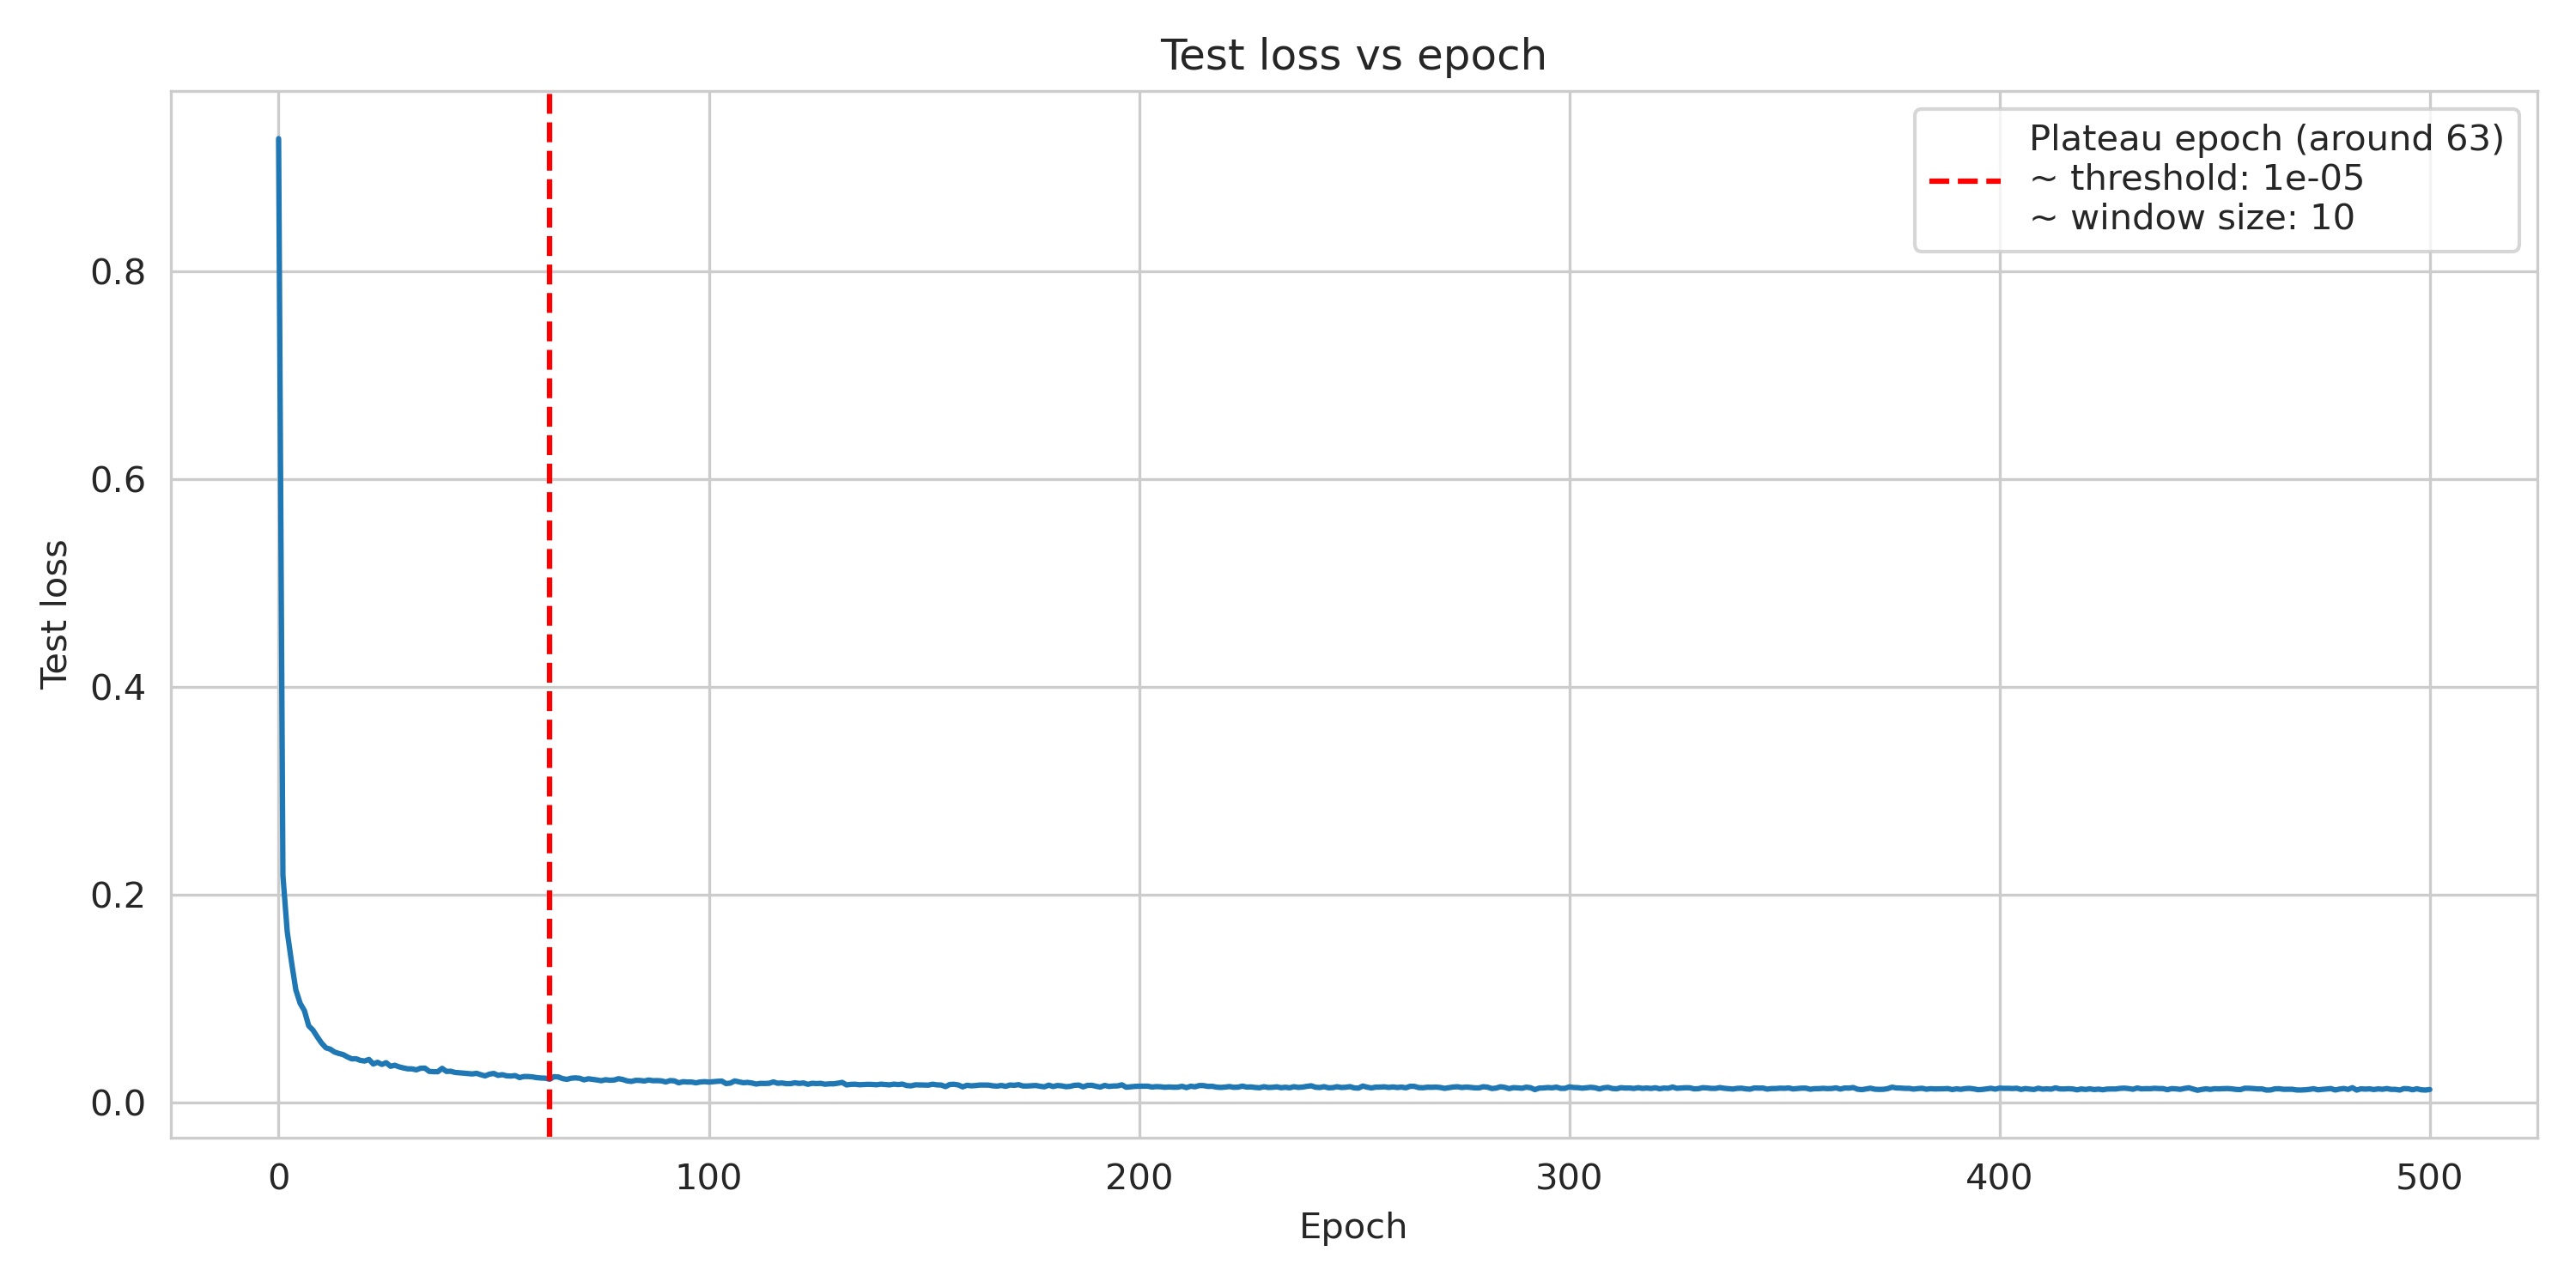 Test loss vs epoch
Plateau epoch (around 63)
~ threshold: 1e-05
~ window size: 10
Test loss
0.8
0.6
0.4
0.2
0.0
0 100 200 300 400 500
Epoch